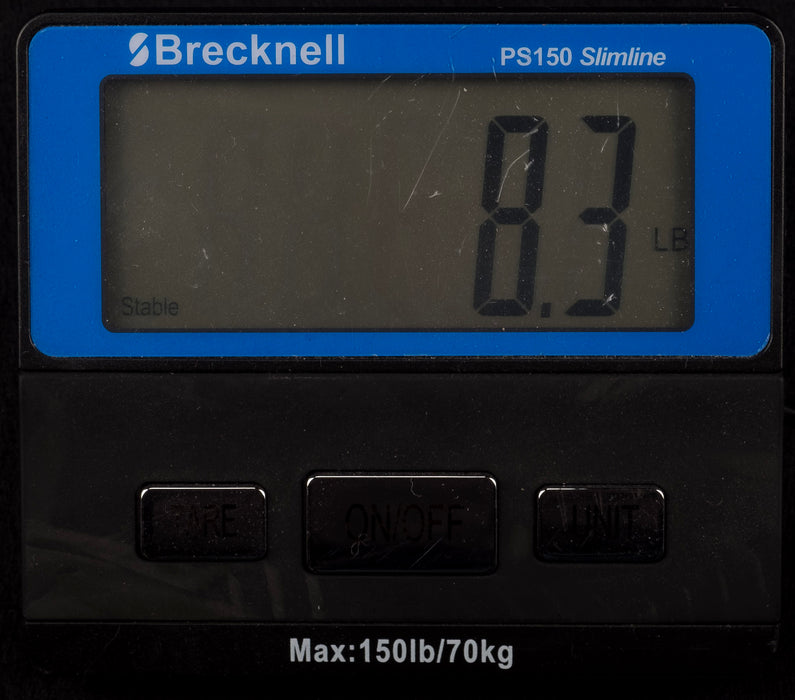 Brecknell
PS150 Slimline
8.3
LB
Stable
TARE
ON/OFF
UNIT
Max:150lb/70kg